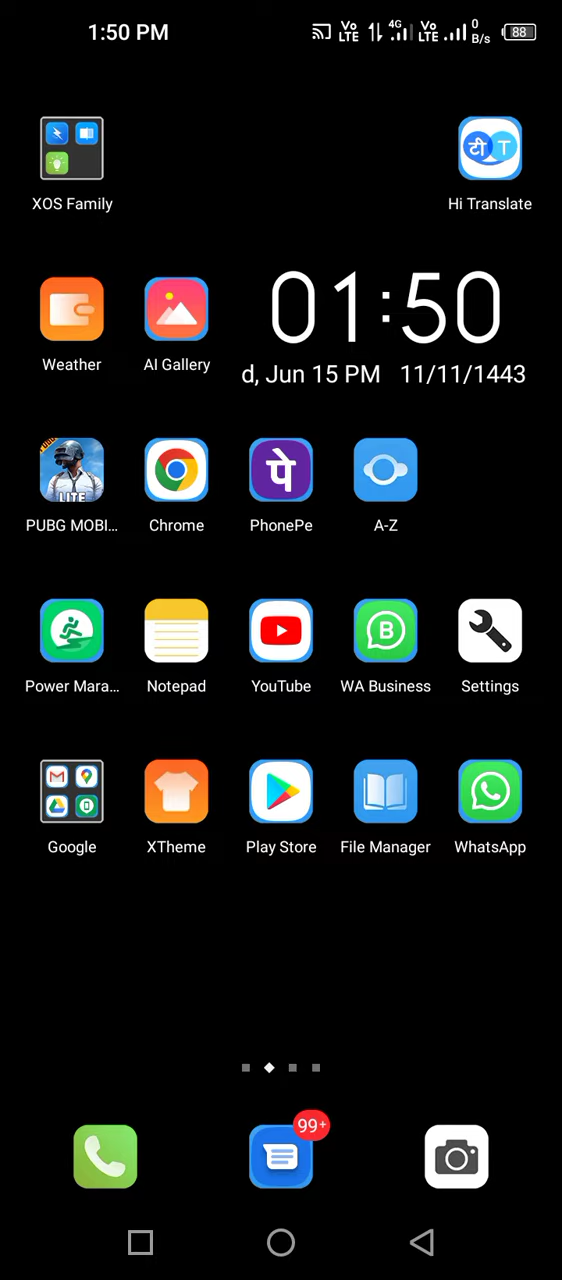 1:50 PM
Vo LTE 4G Vo LTE 0 B/s 88
XOS Family
टी T
Hi Translate
Weather
AI Gallery
01:50
d, Jun 15 PM 11/11/1443
LITE
पे
PUBG MOBI...
Chrome
PhonePe
A-Z
B
Power Mara...
Notepad
YouTube
WA Business
Settings
Google
XTheme
Play Store
File Manager
WhatsApp
99+